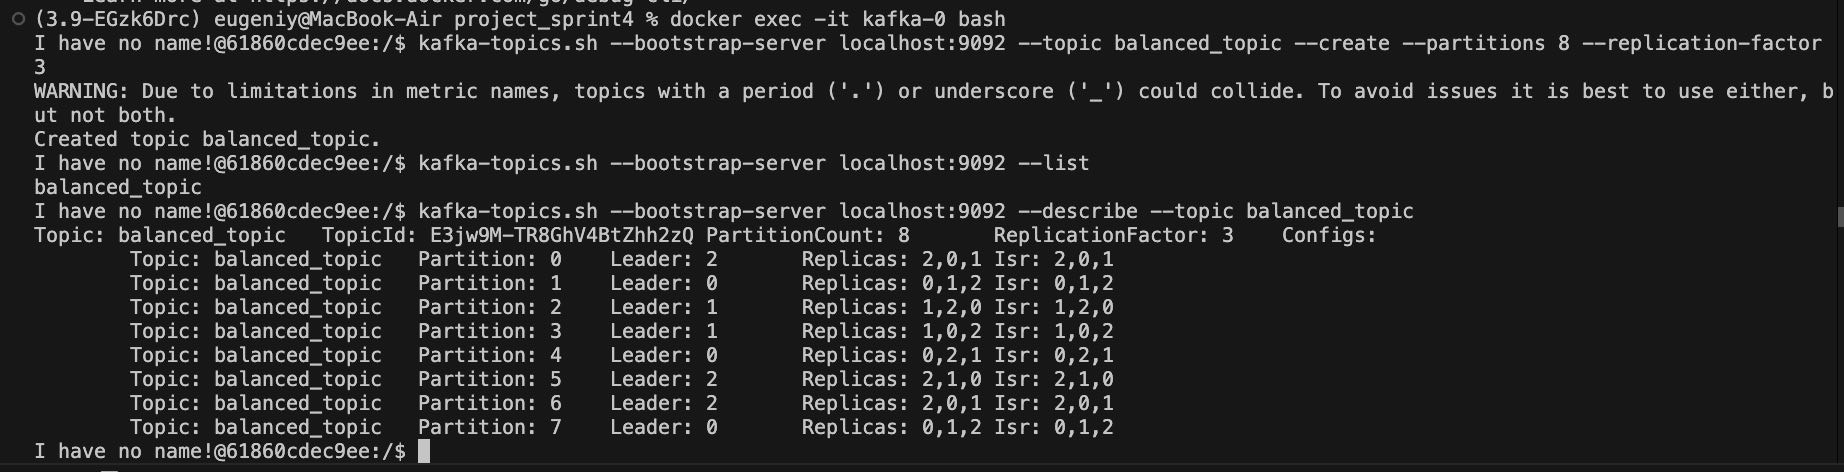 (3.9-EGzk6Drc) eugeniy@MacBook-Air project_sprint4 % docker exec -it kafka-0 bash
I have no name!@61860cdec9ee:/$ kafka-topics.sh --bootstrap-server localhost:9092 --topic balanced_topic --create --partitions 8 --replication-factor
3
WARNING: Due to limitations in metric names, topics with a period ('.') or underscore ('_') could collide. To avoid issues it is best to use either, b
ut not both.
Created topic balanced_topic.
I have no name!@61860cdec9ee:/$ kafka-topics.sh --bootstrap-server localhost:9092 --list
balanced_topic
I have no name!@61860cdec9ee:/$ kafka-topics.sh --bootstrap-server localhost:9092 --describe --topic balanced_topic
Topic: balanced_topic   TopicId: E3jw9M-TR8GhV4BtZhh2zQ PartitionCount: 8       ReplicationFactor: 3    Configs:
        Topic: balanced_topic   Partition: 0    Leader: 2       Replicas: 2,0,1 Isr: 2,0,1
        Topic: balanced_topic   Partition: 1    Leader: 0       Replicas: 0,1,2 Isr: 0,1,2
        Topic: balanced_topic   Partition: 2    Leader: 1       Replicas: 1,2,0 Isr: 1,2,0
        Topic: balanced_topic   Partition: 3    Leader: 1       Replicas: 1,0,2 Isr: 1,0,2
        Topic: balanced_topic   Partition: 4    Leader: 0       Replicas: 0,2,1 Isr: 0,2,1
        Topic: balanced_topic   Partition: 5    Leader: 2       Replicas: 2,1,0 Isr: 2,1,0
        Topic: balanced_topic   Partition: 6    Leader: 2       Replicas: 2,0,1 Isr: 2,0,1
        Topic: balanced_topic   Partition: 7    Leader: 0       Replicas: 0,1,2 Isr: 0,1,2
I have no name!@61860cdec9ee:/$